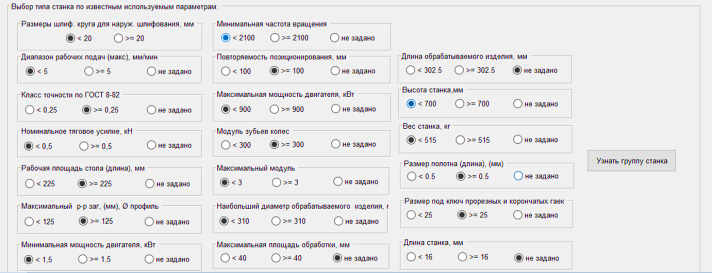 Выбор типа станка по известным используемым параметрам:
Размеры шлиф. круга для наруж. шлифования, мм
< 20 >= 20
Диапазон рабочих подач (макс), мм/мин
< 5 >= 5 не задано
Класс точности по ГОСТ 8-82
< 0,25 >= 0,25 не задано
Номинальное тяговое усилие, кН
< 0,5 >= 0,5 не задано
Рабочая площадь стола (длина), мм
< 225 >= 225 не задано
Максимальный р-р заг, (мм), Ø профиль
< 125 >= 125 не задано
Минимальная мощность двигателя, кВт
< 1,5 >= 1,5 не задано
Минимальная частота вращения
< 2100 >= 2100 не задано
Повторяемость позиционирования, мм
< 100 >= 100 не задано
Максимальная мощность двигателя, кВт
< 900 >= 900 не задано
Модуль зубьев колес
< 300 >= 300 не задано
Максимальный модуль
< 3 >= 3 не задано
Наибольший диаметр обрабатываемого изделия, г
< 310 >= 310 не задано
Максимальная площадь обработки, мм
< 40 >= 40 не задано
Длина обрабатываемого изделия, мм
< 302.5 >= 302.5 не задано
Высота станка,мм
< 700 >= 700 не задано
Вес станка, кг
< 515 >= 515 не задано
Размер полотна (длина), (мм)
< 0.5 >= 0.5 не задано
Размер под ключ прорезных и корончатых гаек
< 25 >= 25 не задано
Длина станка, мм
< 16 >= 16 не задано
Узнать группу станка